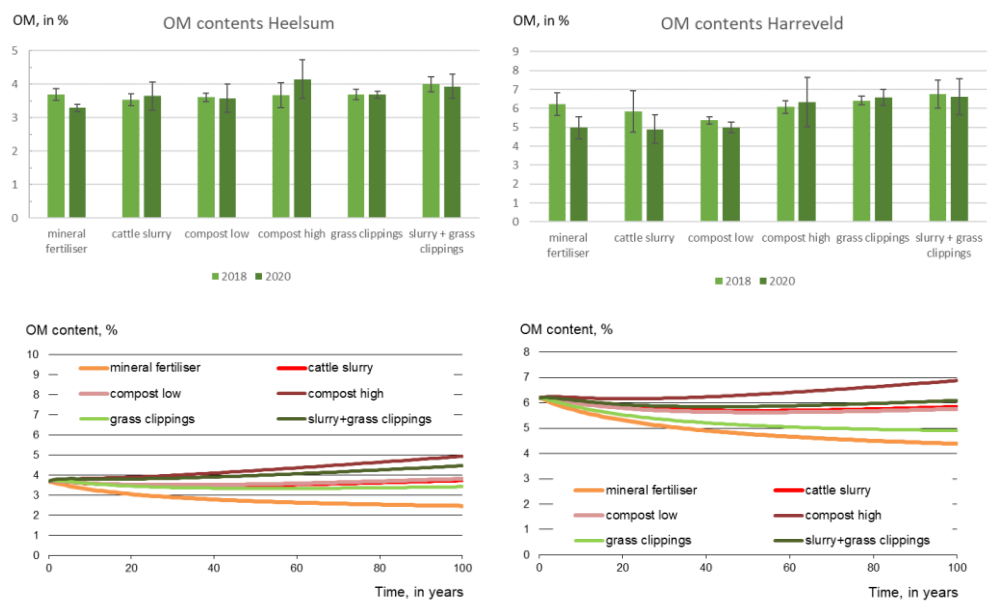 OM, in %
OM contents Heelsum
5
4
3
2
1
0
mineral fertiliser
cattle slurry
compost low
compost high
grass clippings
slurry + grass clippings
2018
2020
OM, in %
OM contents Harreveld
9
8
7
6
5
4
3
2
1
0
mineral fertiliser
cattle slurry
compost low
compost high
grass clippings
slurry + grass clippings
2018
2020
OM content, %
10
9
8
7
6
5
4
3
2
1
0
mineral fertiliser
cattle slurry
compost low
compost high
grass clippings
slurry+grass clippings
0
20
40
60
80
100
Time, in years
OM content, %
8
7
6
5
4
3
2
1
0
mineral fertiliser
cattle slurry
compost low
compost high
grass clippings
slurry+grass clippings
0
20
40
60
80
100
Time, in years